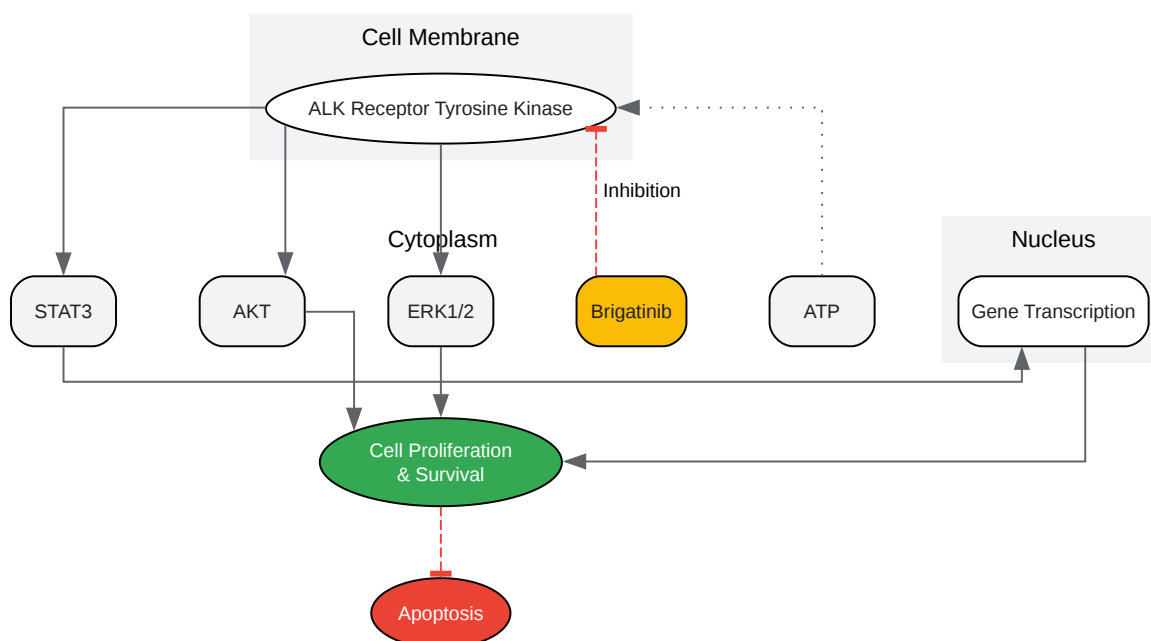 Cell Membrane
ALK Receptor Tyrosine Kinase
Inhibition
Cytoplasm
Nucleus
STAT3
AKT
ERK1/2
Brigatinib
ATP
Gene Transcription
Cell Proliferation
& Survival
Apoptosis